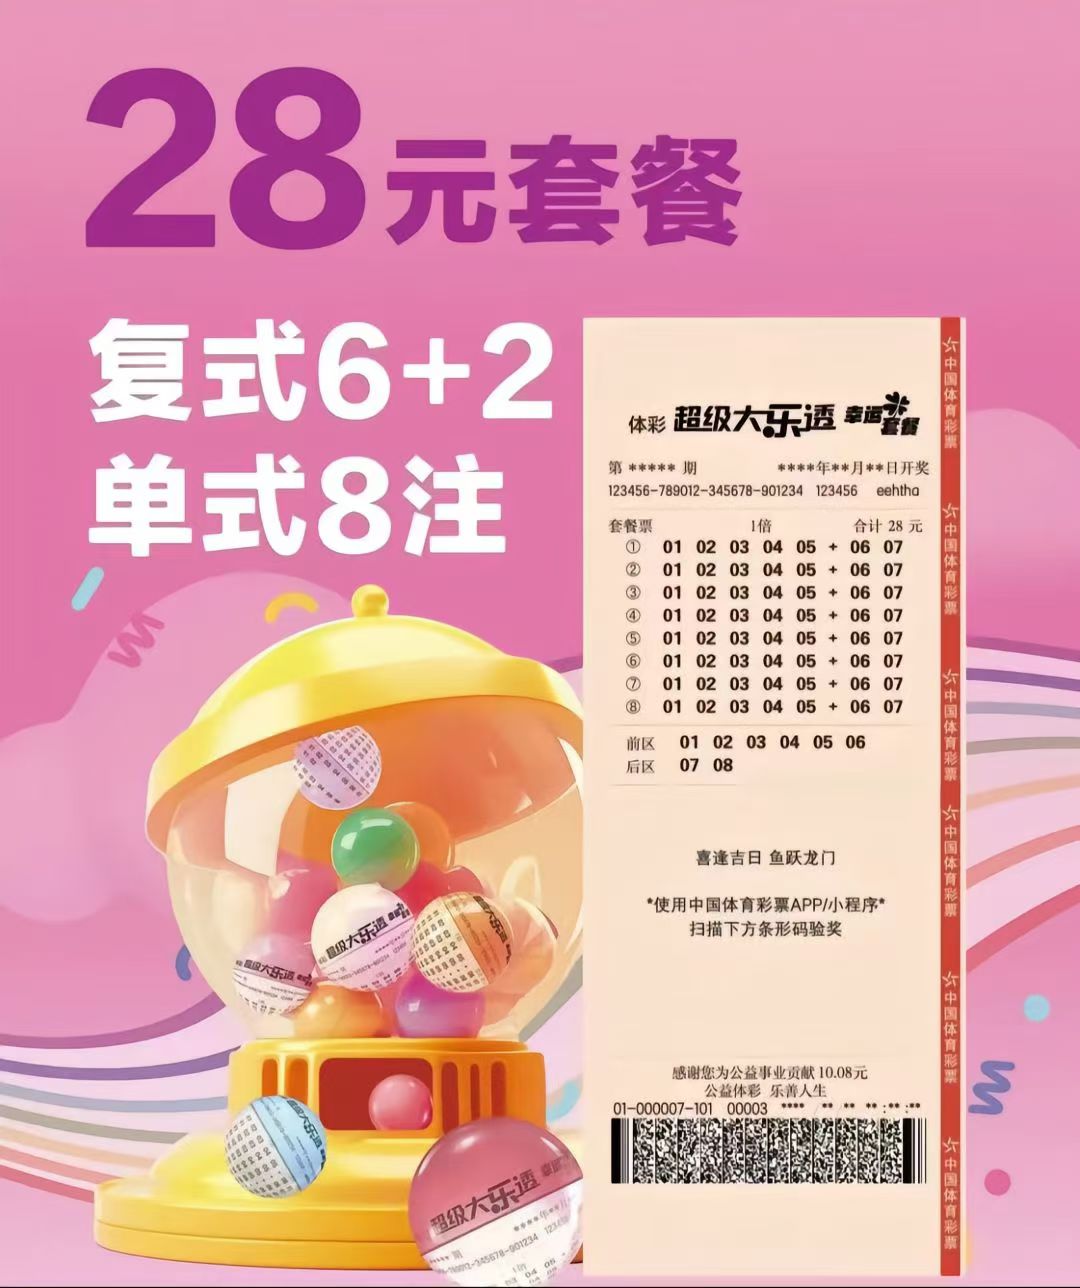 28元套餐
复式6+2
单式8注
体彩 超级大乐透 幸运套餐
第 ***** 期 ****年**月**日开奖
123456-789012-345678-901234 123456 eehtha
套餐票 1倍 合计 28 元
① 01 02 03 04 05 + 06 07
② 01 02 03 04 05 + 06 07
③ 01 02 03 04 05 + 06 07
④ 01 02 03 04 05 + 06 07
⑤ 01 02 03 04 05 + 06 07
⑥ 01 02 03 04 05 + 06 07
⑦ 01 02 03 04 05 + 06 07
⑧ 01 02 03 04 05 + 06 07
前区 01 02 03 04 05 06
后区 07 08
喜逢吉日 鱼跃龙门
*使用中国体育彩票APP/小程序*
扫描下方条形码验奖
感谢您为公益事业贡献 10.08元
公益体彩 乐善人生
01-000007-101 00003 **** ** ** **:**:**
中国体育彩票
中国体育彩票
中国体育彩票
中国体育彩票
中国体育彩票
中国体育彩票
超级大乐透
超级大乐透
超级大乐透
超级大乐透